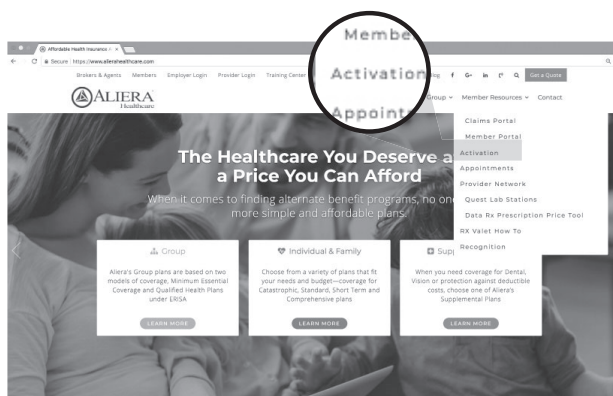 Affordable Health Insurance
Secure https://www.alierahealthcare.com
Brokers & Agents Members Employer Login Provider Login Training Center Blog Get a Quote
Member
Activation
Appoint
ALIERA
Healthcare
Group Member Resources Contact
Claims Portal
Member Portal
Activation
Appointments
Provider Network
Quest Lab Stations
Data Rx Prescription Price Tool
RX Valet How To
Recognition
The Healthcare You Deserve a
a Price You Can Afford
When it comes to finding alternate benefit programs, no one
more simple and affordable plans.
Group
Aliera's Group plans are based on two
models of coverage, Minimum Essential
Coverage and Qualified Health Plans
under ERISA
LEARN MORE
Individual & Family
Choose from a variety of plans that fit
your needs and budget—coverage for
Catastrophic, Standard, Short Term and
Comprehensive plans
LEARN MORE
Supp
When you need coverage for Dental,
Vision or protection against deductible
costs, choose one of Aliera's
Supplemental Plans
LEARN MORE